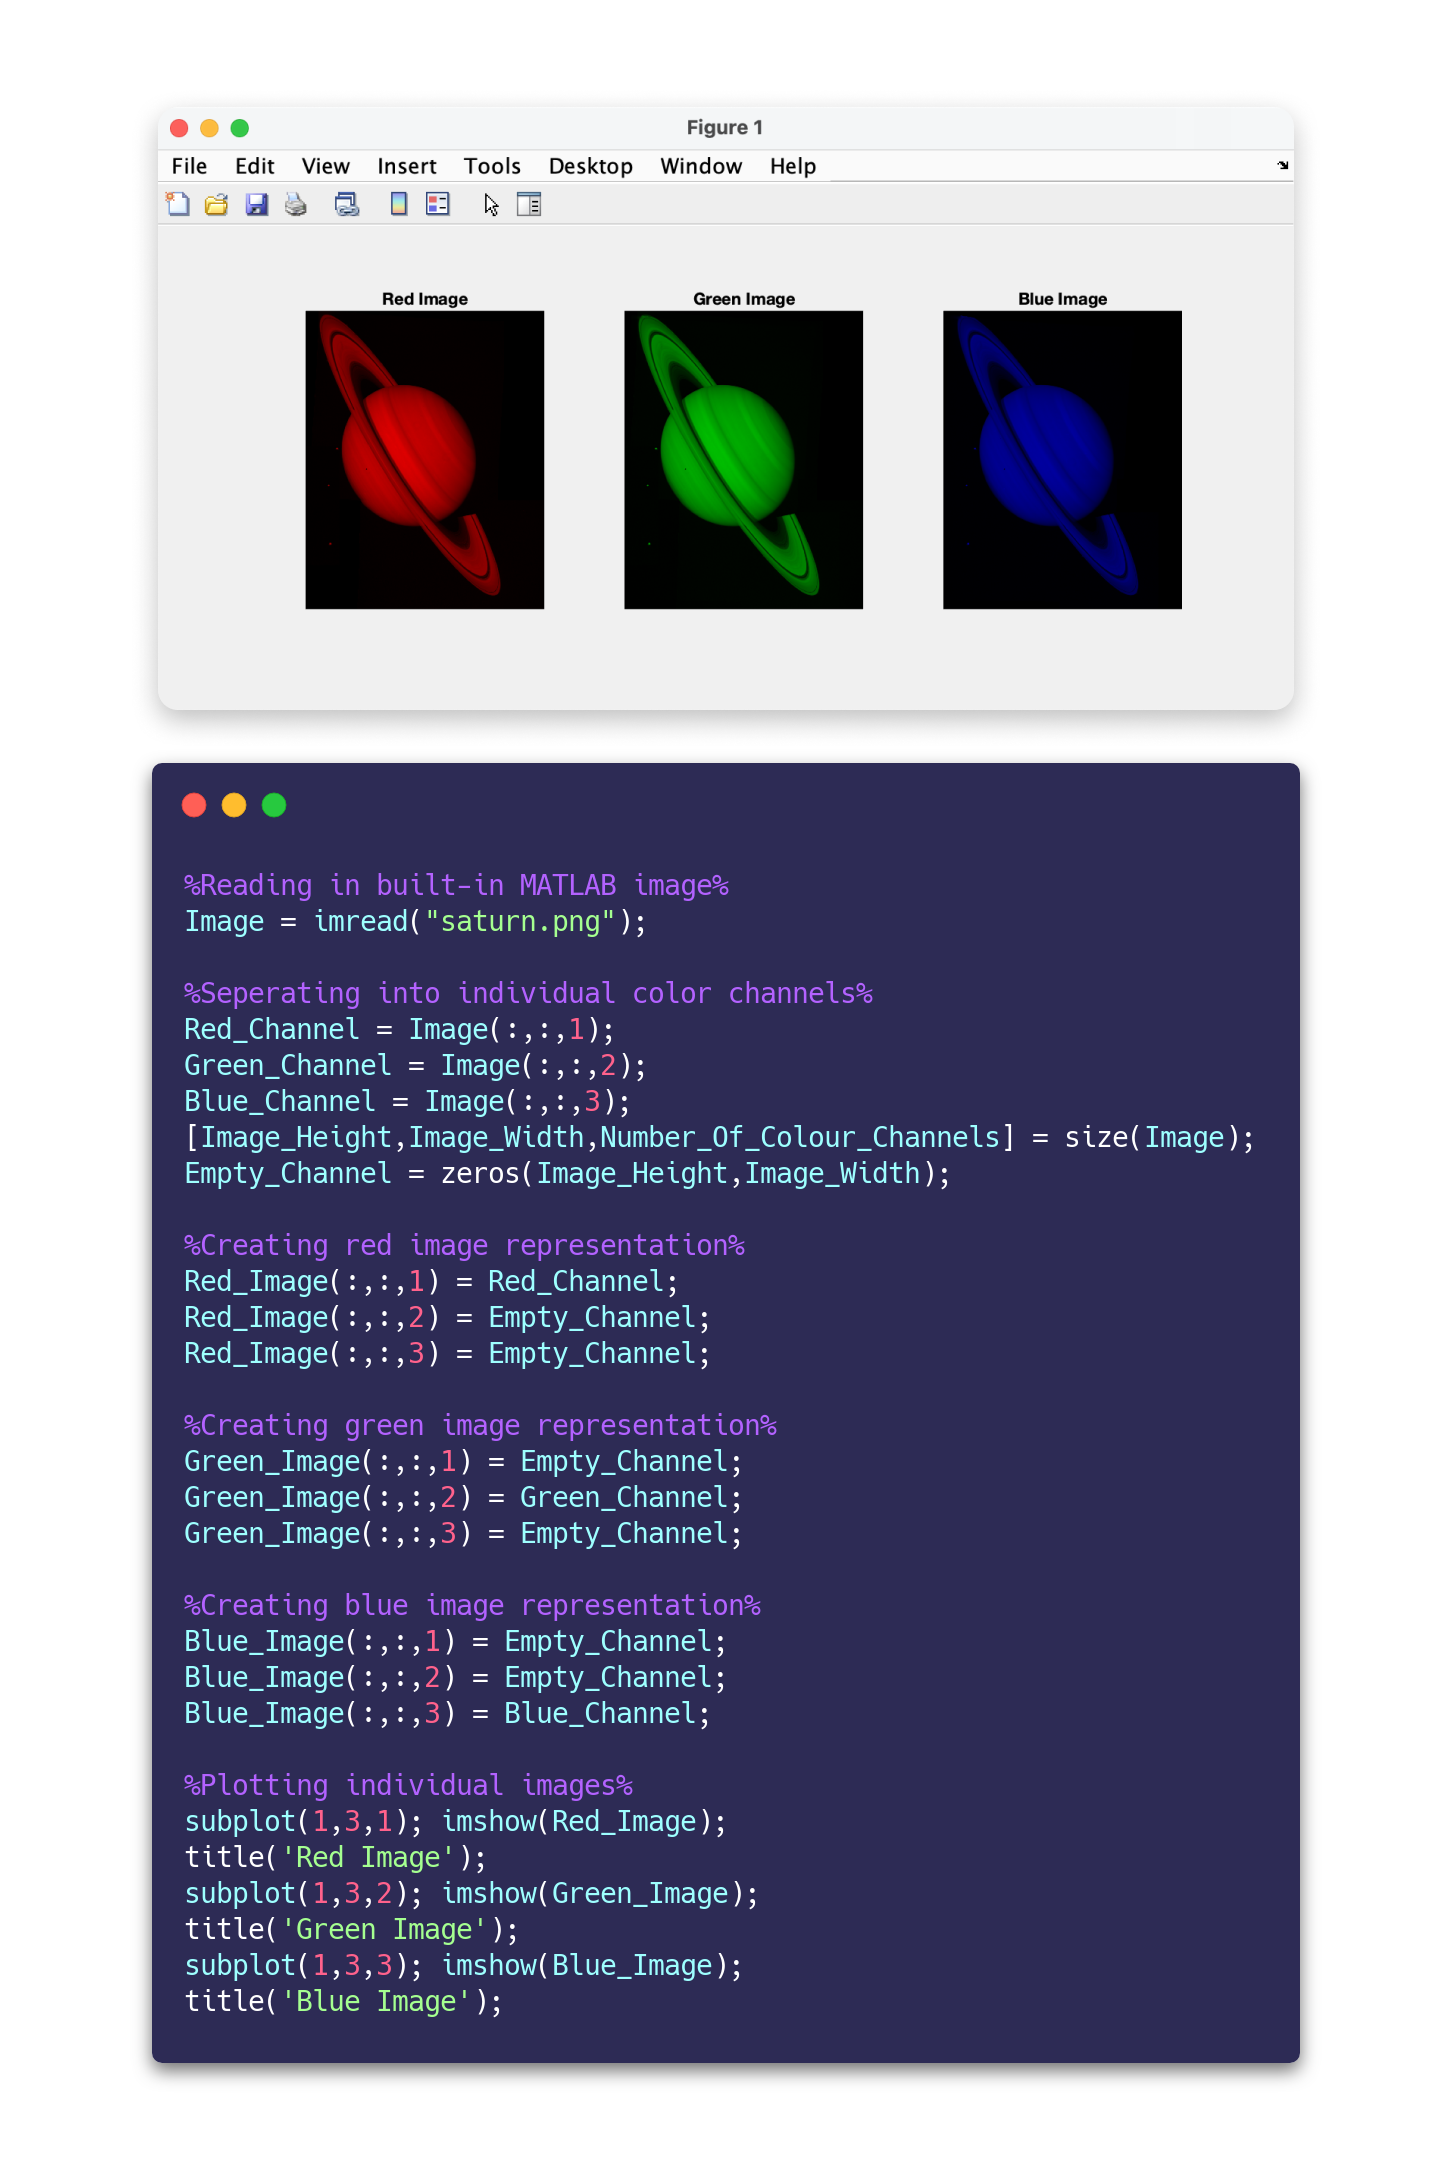 Figure 1
File Edit View Insert Tools Desktop Window Help
Red Image Green Image Blue Image
%Reading in built-in MATLAB image%
Image = imread("saturn.png");
%Seperating into individual color channels%
Red_Channel = Image(:,:,1);
Green_Channel = Image(:,:,2);
Blue_Channel = Image(:,:,3);
[Image_Height,Image_Width,Number_Of_Colour_Channels] = size(Image);
Empty_Channel = zeros(Image_Height,Image_Width);
%Creating red image representation%
Red_Image(:,:,1) = Red_Channel;
Red_Image(:,:,2) = Empty_Channel;
Red_Image(:,:,3) = Empty_Channel;
%Creating green image representation%
Green_Image(:,:,1) = Empty_Channel;
Green_Image(:,:,2) = Green_Channel;
Green_Image(:,:,3) = Empty_Channel;
%Creating blue image representation%
Blue_Image(:,:,1) = Empty_Channel;
Blue_Image(:,:,2) = Empty_Channel;
Blue_Image(:,:,3) = Blue_Channel;
%Plotting individual images%
subplot(1,3,1); imshow(Red_Image);
title('Red Image');
subplot(1,3,2); imshow(Green_Image);
title('Green Image');
subplot(1,3,3); imshow(Blue_Image);
title('Blue Image');